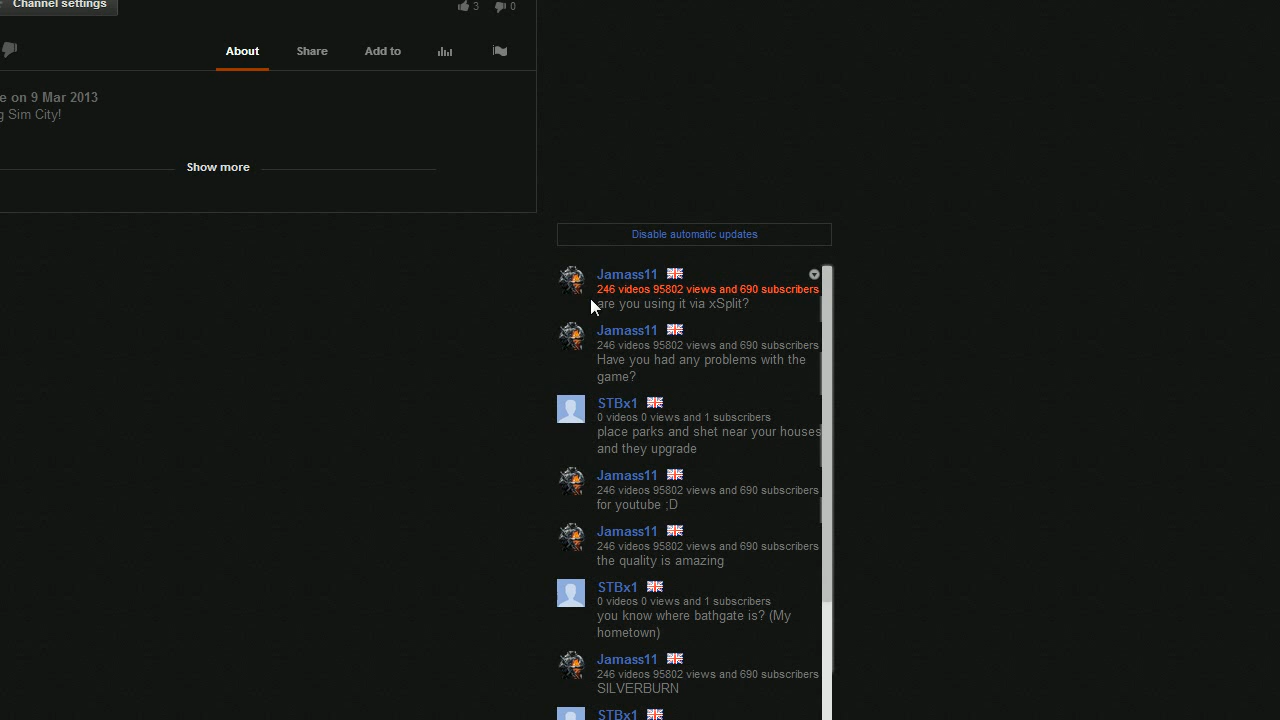 Channel settings
3 0
About Share Add to
e on 9 Mar 2013
g Sim City!
Show more
Disable automatic updates
Jamass11
246 videos 95802 views and 690 subscribers
are you using it via xSplit?
Jamass11
246 videos 95802 views and 690 subscribers
Have you had any problems with the
game?
STBx1
0 videos 0 views and 1 subscribers
place parks and shet near your houses
and they upgrade
Jamass11
246 videos 95802 views and 690 subscribers
for youtube ;D
Jamass11
246 videos 95802 views and 690 subscribers
the quality is amazing
STBx1
0 videos 0 views and 1 subscribers
you know where bathgate is? (My
hometown)
Jamass11
246 videos 95802 views and 690 subscribers
SILVERBURN
STBx1